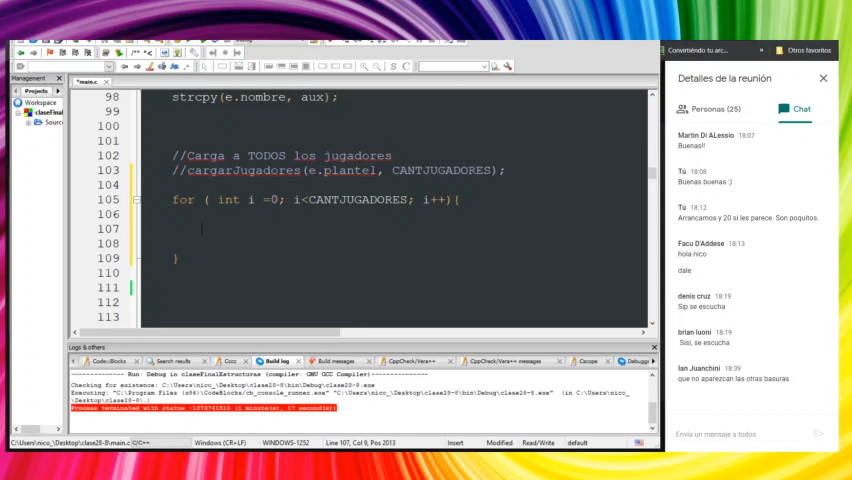 Management
Projects
Workspace
claseFinal
Sourc
*main.c
98 strcpy(e.nombre, aux);
99
100
101
102 //Carga a TODOS los jugadores
103 //cargarJugadores(e.plantel, CANTJUGADORES);
104
105 for ( int i =0; i<CANTJUGADORES; i++){
106
107
108
109 }
110
111
112
113
Logs & others
Code::Blocks
Search results
Cccc
Build log
Build messages
CppCheck/Vera++
CppCheck/Vera++ messages
Cscope
Debugge
-------------- Run: Debug in claseFinalEstructuras (compiler: GNU GCC Compiler)---------------
Checking for existence: C:\Users\nico_\Desktop\clase28-8\bin\Debug\clase28-8.exe
Executing: "C:\Program Files (x86)\CodeBlocks/cb_console_runner.exe" "C:\Users\nico_\Desktop\clase28-8\bin\Debug\clase28-8.exe" (in C:\Users\nico_
\Desktop\clase28-8\.)
Process terminated with status -1073741510 (1 minute(s), 17 second(s))
C:\Users\nico_\Desktop\clase28-8\main.c C/C++ Windows (CR+LF) WINDOWS-1252 Line 107, Col 9, Pos 2013 Insert Modified Read/Write default
Convirtiéndo tu arc...
»
Otros favoritos
Detalles de la reunión
Personas (25)
Chat
Martin Di ALessio 18:07
Buenas!!
Tú 18:08
Buenas buenas :)
Tú 18:12
Arrancamos y 20 si les parece. Son poquitos.
Facu D'Addese 18:13
hola nico
dale
denis cruz 18:19
Sip se escucha
brian luoni 18:19
Sisi, se escucha
Ian Juanchini 18:39
que no aparezcan las otras basuras
Envía un mensaje a todos